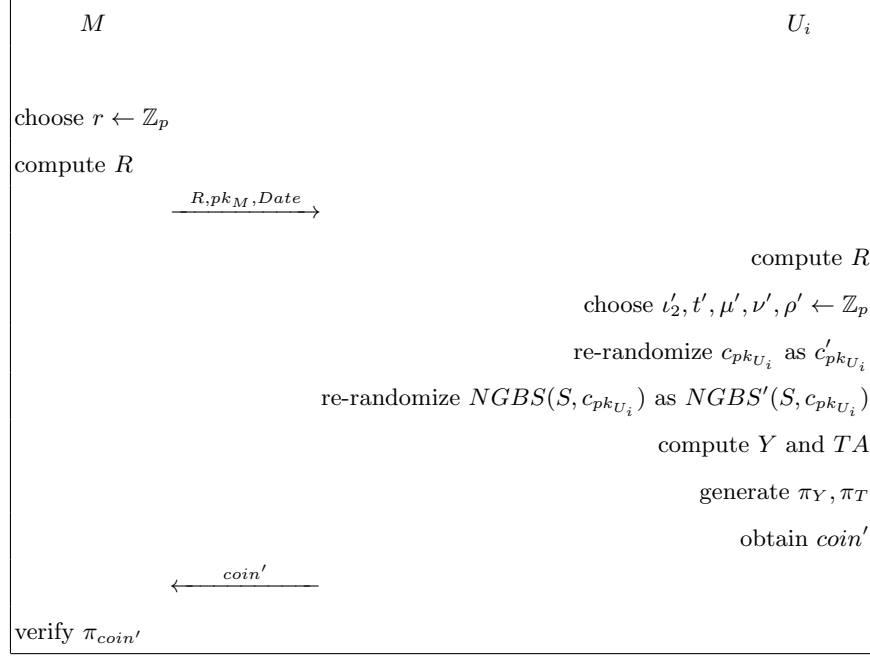 M U_i
choose r ← ℤ_p
compute R
R,pk_M,Date
compute R
choose ι′_2, t′, μ′, ν′, ρ′ ← ℤ_p
re-randomize c_{pk_{U_i}} as c′_{pk_{U_i}}
re-randomize NGBS(S, c_{pk_{U_i}}) as NGBS′(S, c_{pk_{U_i}})
compute Y and TA
generate π_Y, π_T
obtain coin′
coin′
verify π_{coin′}